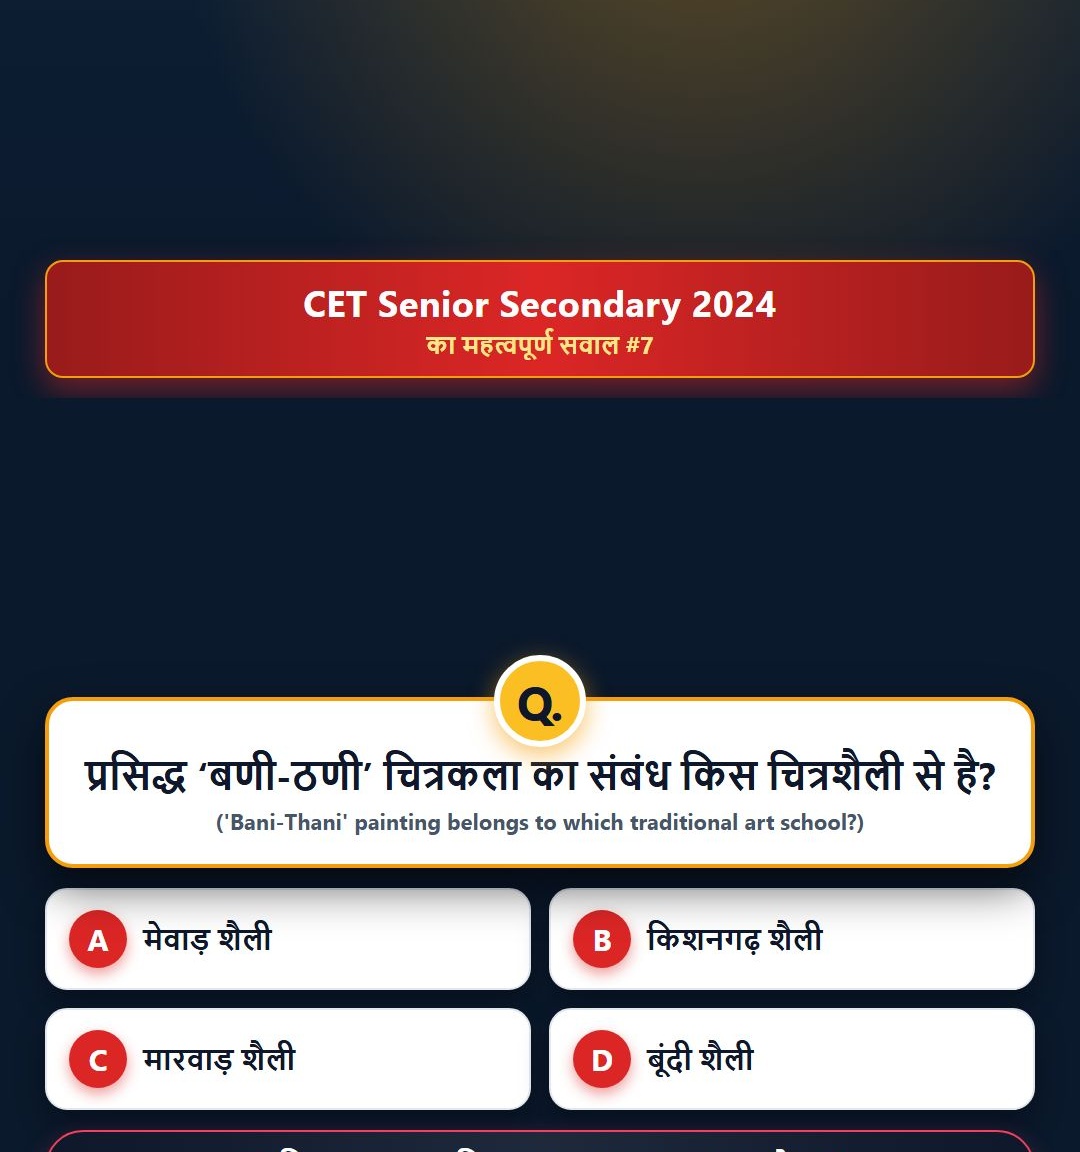 CET Senior Secondary 2024
का महत्वपूर्ण सवाल #7
Q.
प्रसिद्ध ‘बणी-ठणी’ चित्रकला का संबंध किस चित्रशैली से है?
('Bani-Thani' painting belongs to which traditional art school?)
A मेवाड़ शैली
B किशनगढ़ शैली
C मारवाड़ शैली
D बूंदी शैली